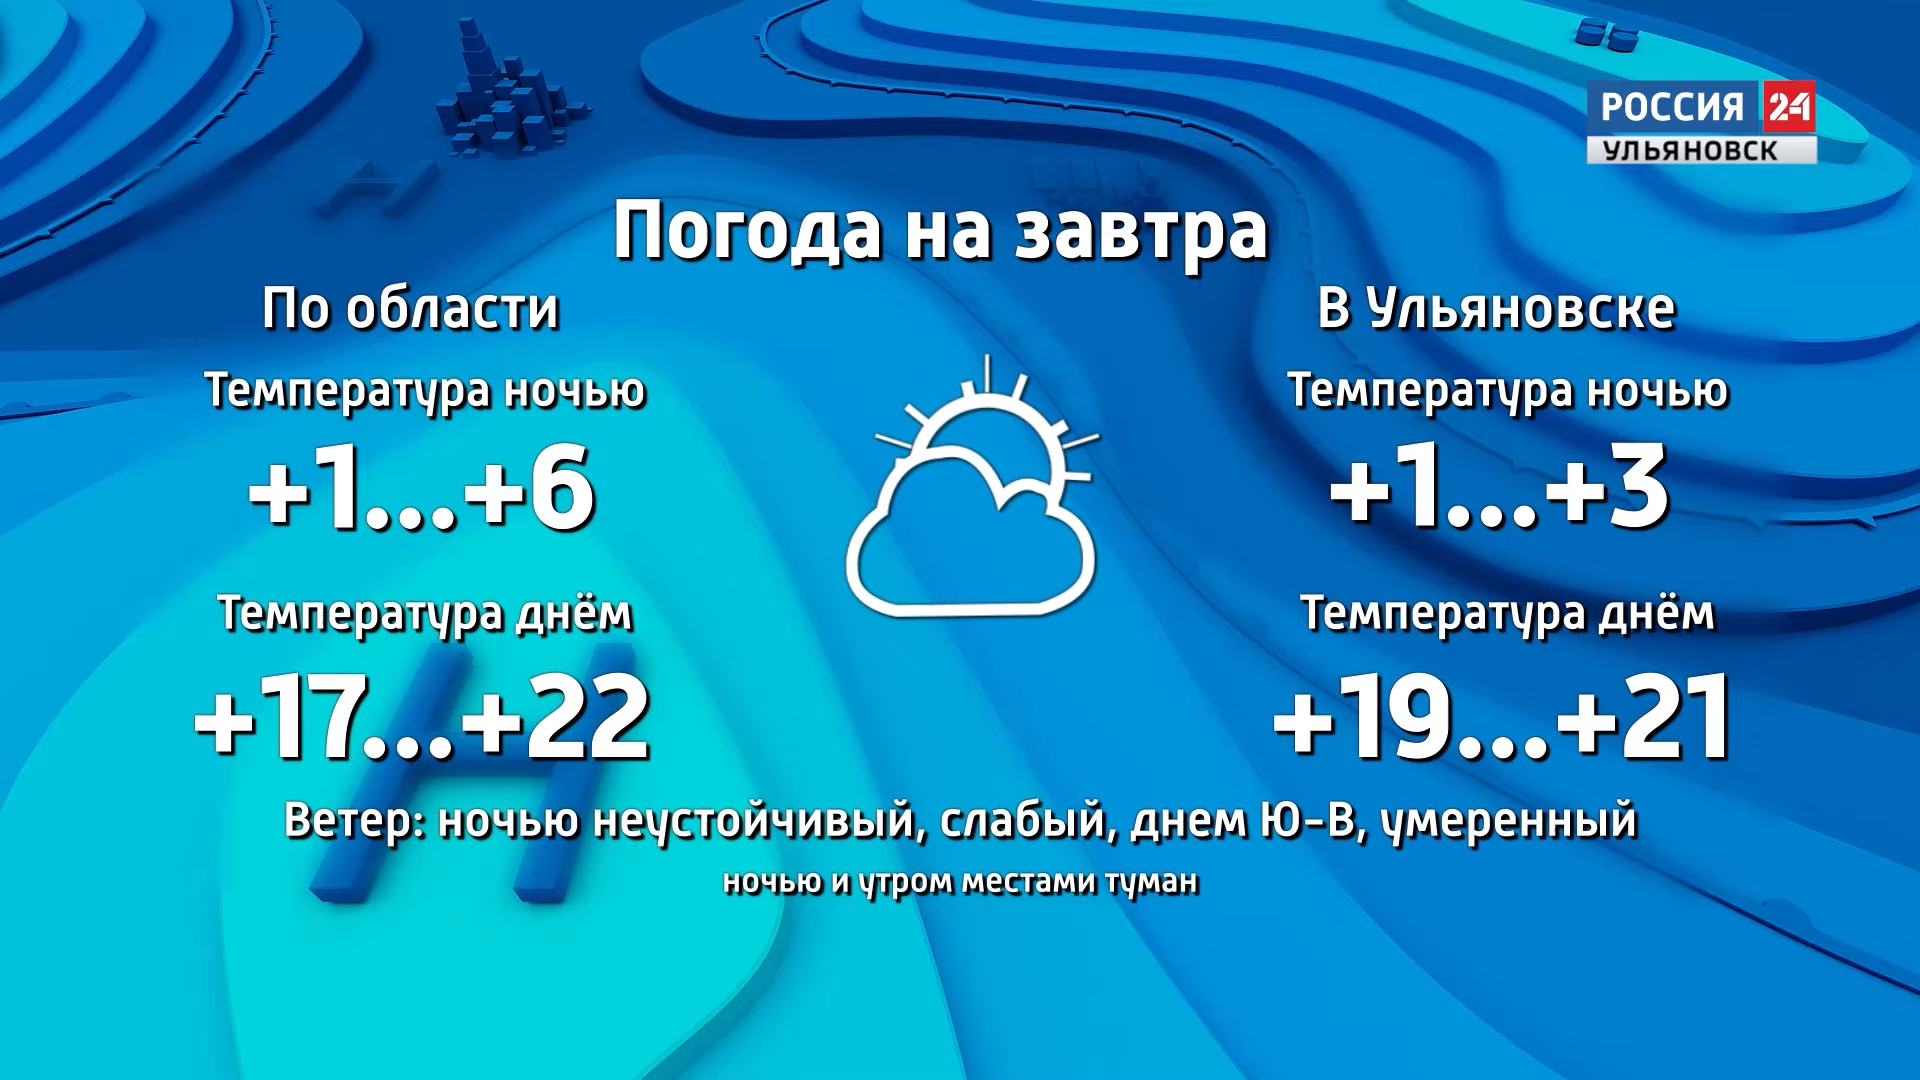 РОССИЯ 24
УЛЬЯНОВСК
Погода на завтра
По области
Температура ночью
+1...+6
Температура днём
+17...+22
В Ульяновске
Температура ночью
+1...+3
Температура днём
+19...+21
Ветер: ночью неустойчивый, слабый, днем Ю-В, умеренный
ночью и утром местами туман